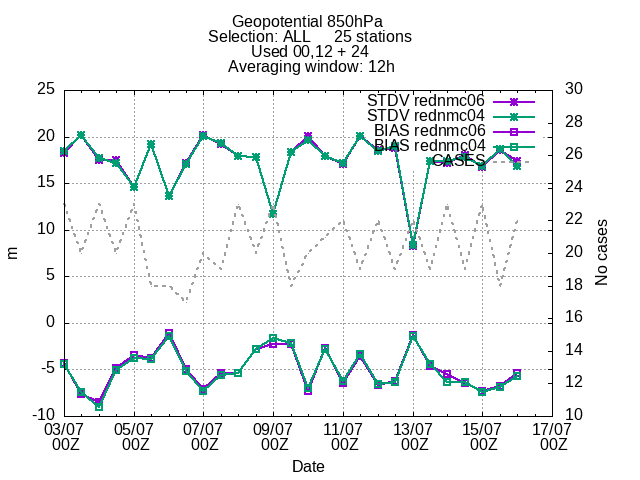 Geopotential 850hPa
Selection: ALL 25 stations
Used 00,12 + 24
Averaging window: 12h
STDV rednmc06
STDV rednmc04
BIAS rednmc06
BIAS rednmc04
CASES
25
20
15
10
5
0
-5
-10
m
30
28
26
24
22
20
18
16
14
12
10
No cases
03/07 05/07 07/07 09/07 11/07 13/07 15/07 17/07
00Z 00Z 00Z 00Z 00Z 00Z 00Z 00Z
Date